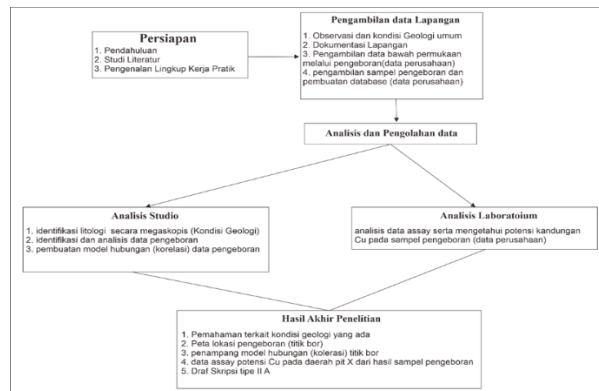 Persiapan
1. Pendahuluan
2. Studi Literatur
3. Pengenalan Lingkup Kerja Pratik
Pengambilan data Lapangan
1. Observasi dan kondisi Geologi umum
2. Dokumentasi Lapangan
3. Pengambilan data bawah permukaan
melalui pengeboran(data perusahaan)
4. pengambilan sampel pengeboran dan
pembuatan database (data perusahaan)
Analisis dan Pengolahan data
Analisis Studio
1. identifikasi litologi secara megaskopis (Kondisi Geologi)
2. identifikasi dan analisis data pengeboran
3. pembuatan model hubungan (korelasi) data pengeboran
Analisis Laboratoium
analisis data assay serta mengetahui potensi kandungan
Cu pada sampel pengeboran (data perusahaan)
Hasil Akhir Penelitian
1. Pemahaman terkait kondisi geologi yang ada
2. Peta lokasi pengeboran (titik bor)
3. penampang model hubungan (kolerasi) titik bor
4. data assay potensi Cu pada daerah pit X dari hasil sampel pengeboran
5. Draf Skripsi tipe II A